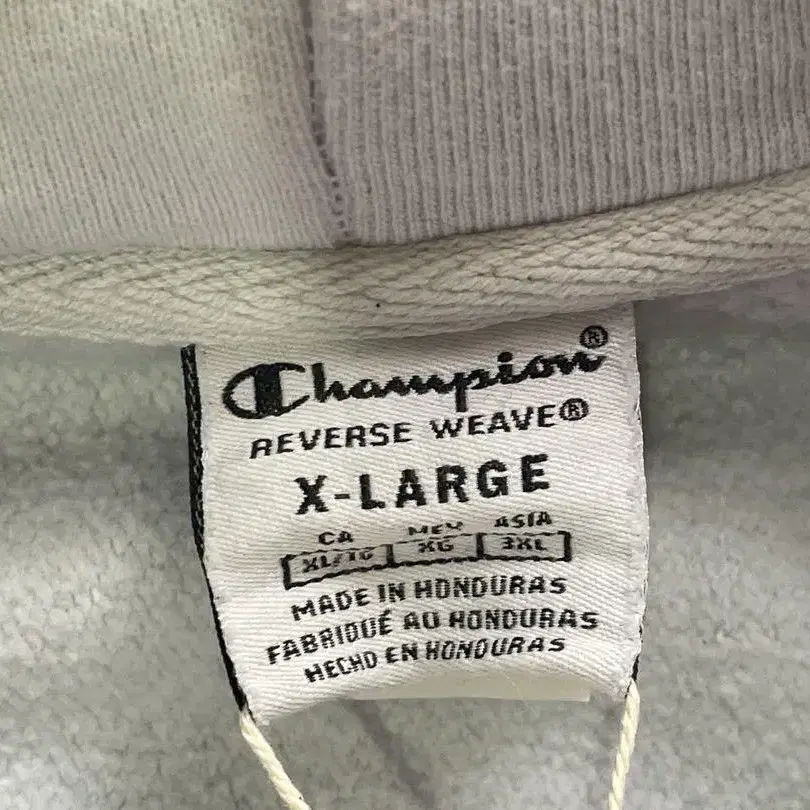 Champion®
REVERSE WEAVE®
X-LARGE
CA MEX ASIA
XL/TG XG 3XL
MADE IN HONDURAS
FABRIQUÉ AU HONDURAS
HECHO EN HONDURAS